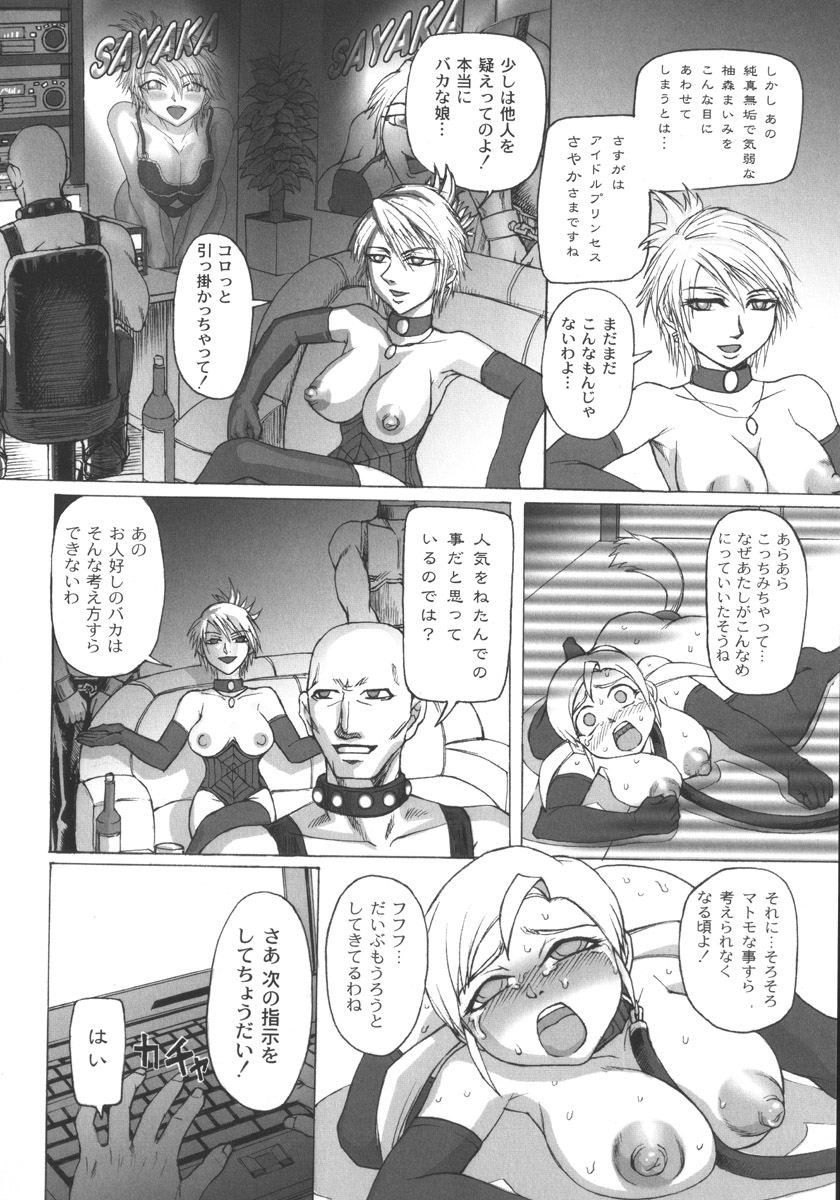 しかし あの
純真無垢で気弱な
柚森まいみを
こんな目に
あわせて
しまうとは…
さすがは
アイドルプリンセス
さやかさまですね
まだまだ
こんなもんじゃ
ないわよ…
SAYAKA
SAYAKA
少しは他人を
疑えってのよ！
本当に
バカな娘…
コロっと
引っ掛かっちゃって！
あらあら
こっちみちゃって…
なぜあたしがこんなめ
にっていいたそうね
人気をねたんでの
事だと思って
いるのでは？
あの
お人好しのバカは
そんな考え方すら
できないわ
それに…そろそろ
マトモな事すら
考えられなく
なる頃よ！
フフフ…
だいぶもうろうと
してきてるわね
さあ 次の指示を
してちょうだい！
カチャ
はい